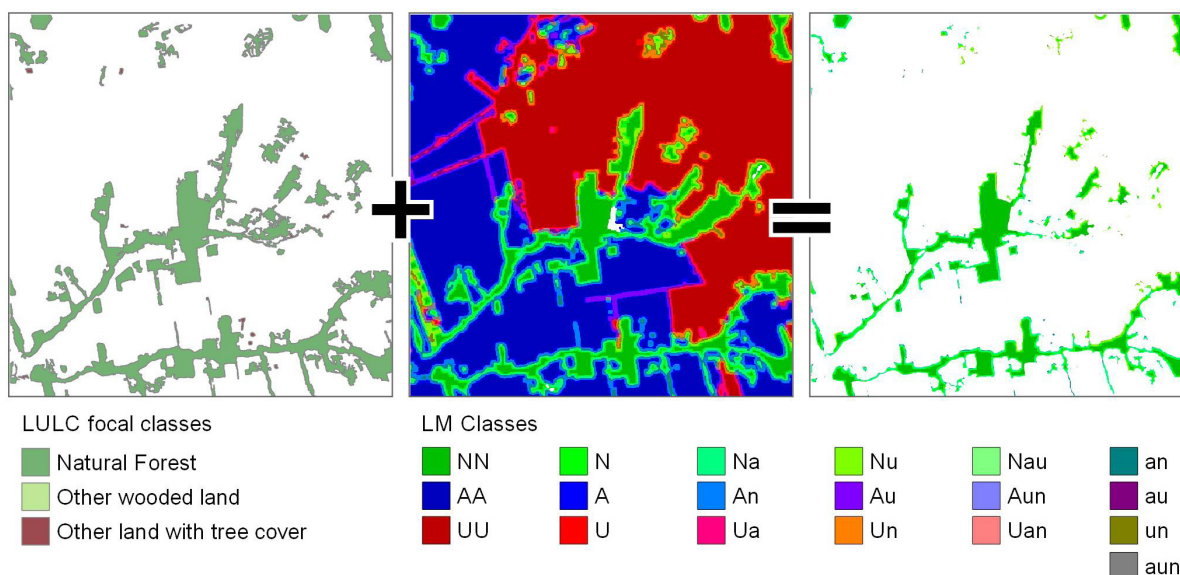 LULC focal classes
Natural Forest
Other wooded land
Other land with tree cover
LM Classes
NN N Na Nu Nau an
AA A An Au Aun au
UU U Ua Un Uan un
aun